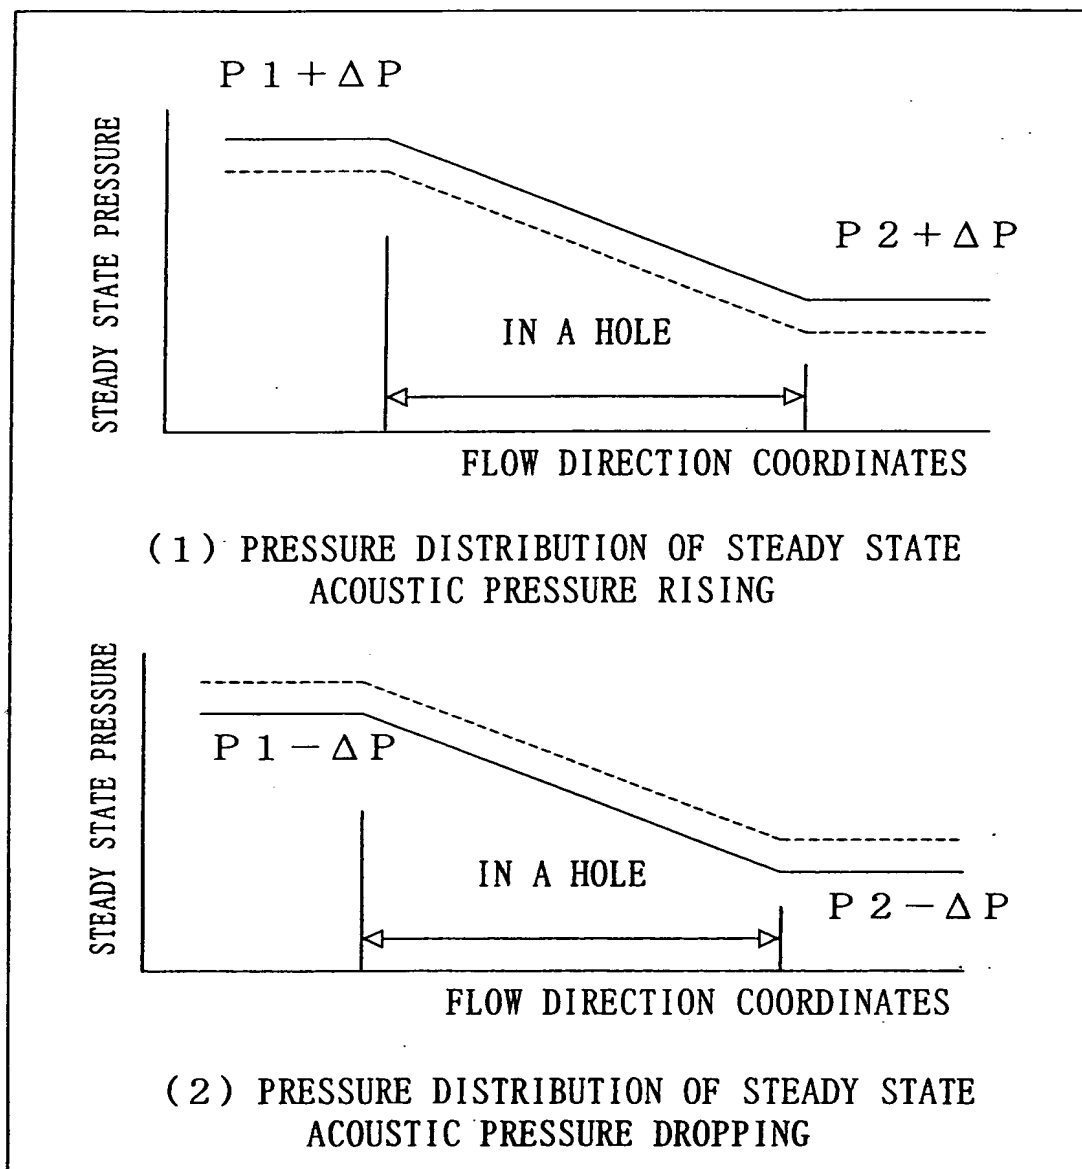 P 1 + Δ P
STEADY STATE PRESSURE
P 2 + Δ P
IN A HOLE
FLOW DIRECTION COORDINATES
(1) PRESSURE DISTRIBUTION OF STEADY STATE
ACOUSTIC PRESSURE RISING
STEADY STATE PRESSURE
P 1 − Δ P
IN A HOLE
P 2 − Δ P
FLOW DIRECTION COORDINATES
(2) PRESSURE DISTRIBUTION OF STEADY STATE
ACOUSTIC PRESSURE DROPPING